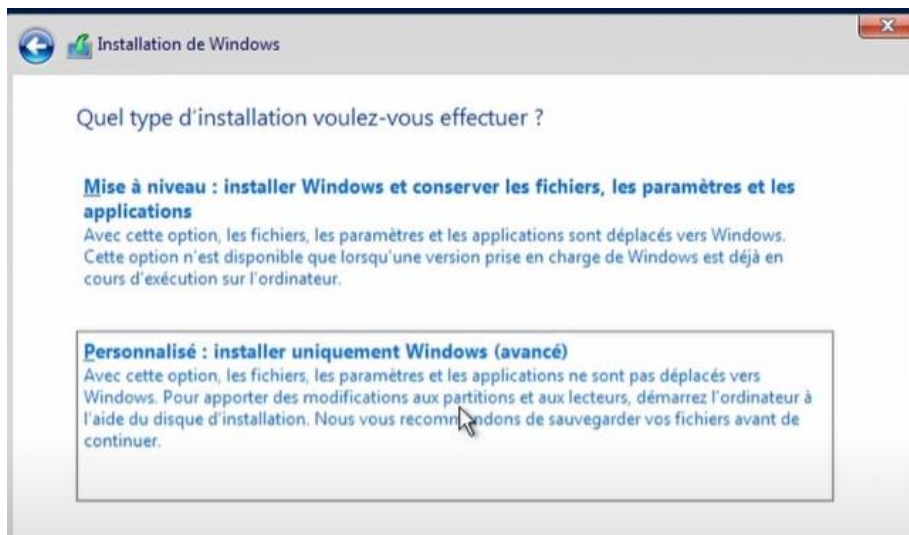 Installation de Windows
Quel type d'installation voulez-vous effectuer ?
Mise à niveau : installer Windows et conserver les fichiers, les paramètres et les
applications
Avec cette option, les fichiers, les paramètres et les applications sont déplacés vers Windows.
Cette option n'est disponible que lorsqu'une version prise en charge de Windows est déjà en
cours d'exécution sur l'ordinateur.
Personnalisé : installer uniquement Windows (avancé)
Avec cette option, les fichiers, les paramètres et les applications ne sont pas déplacés vers
Windows. Pour apporter des modifications aux partitions et aux lecteurs, démarrez l'ordinateur à
l'aide du disque d'installation. Nous vous recommandons de sauvegarder vos fichiers avant de
continuer.